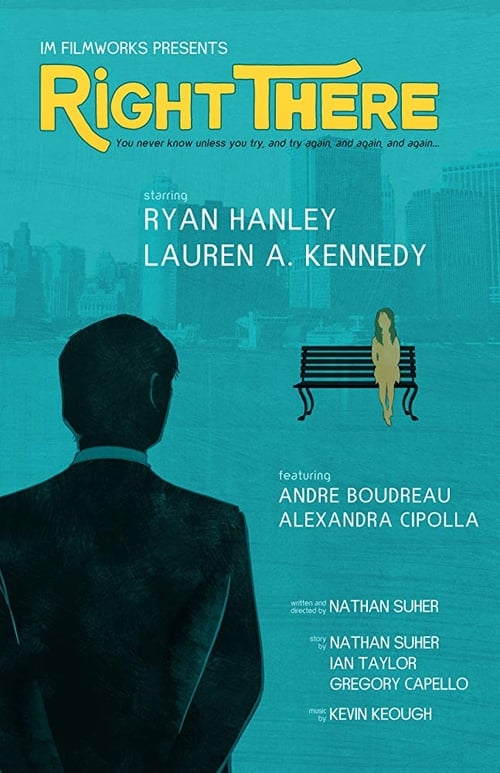 IM FILMWORKS PRESENTS
RIGHT THERE
You never know unless you try, and try again, and again, and again...
starring
RYAN HANLEY
LAUREN A. KENNEDY
featuring
ANDRE BOUDREAU
ALEXANDRA CIPOLLA
written and directed by NATHAN SUHER
story by NATHAN SUHER
IAN TAYLOR
GREGORY CAPELLO
music by KEVIN KEOUGH